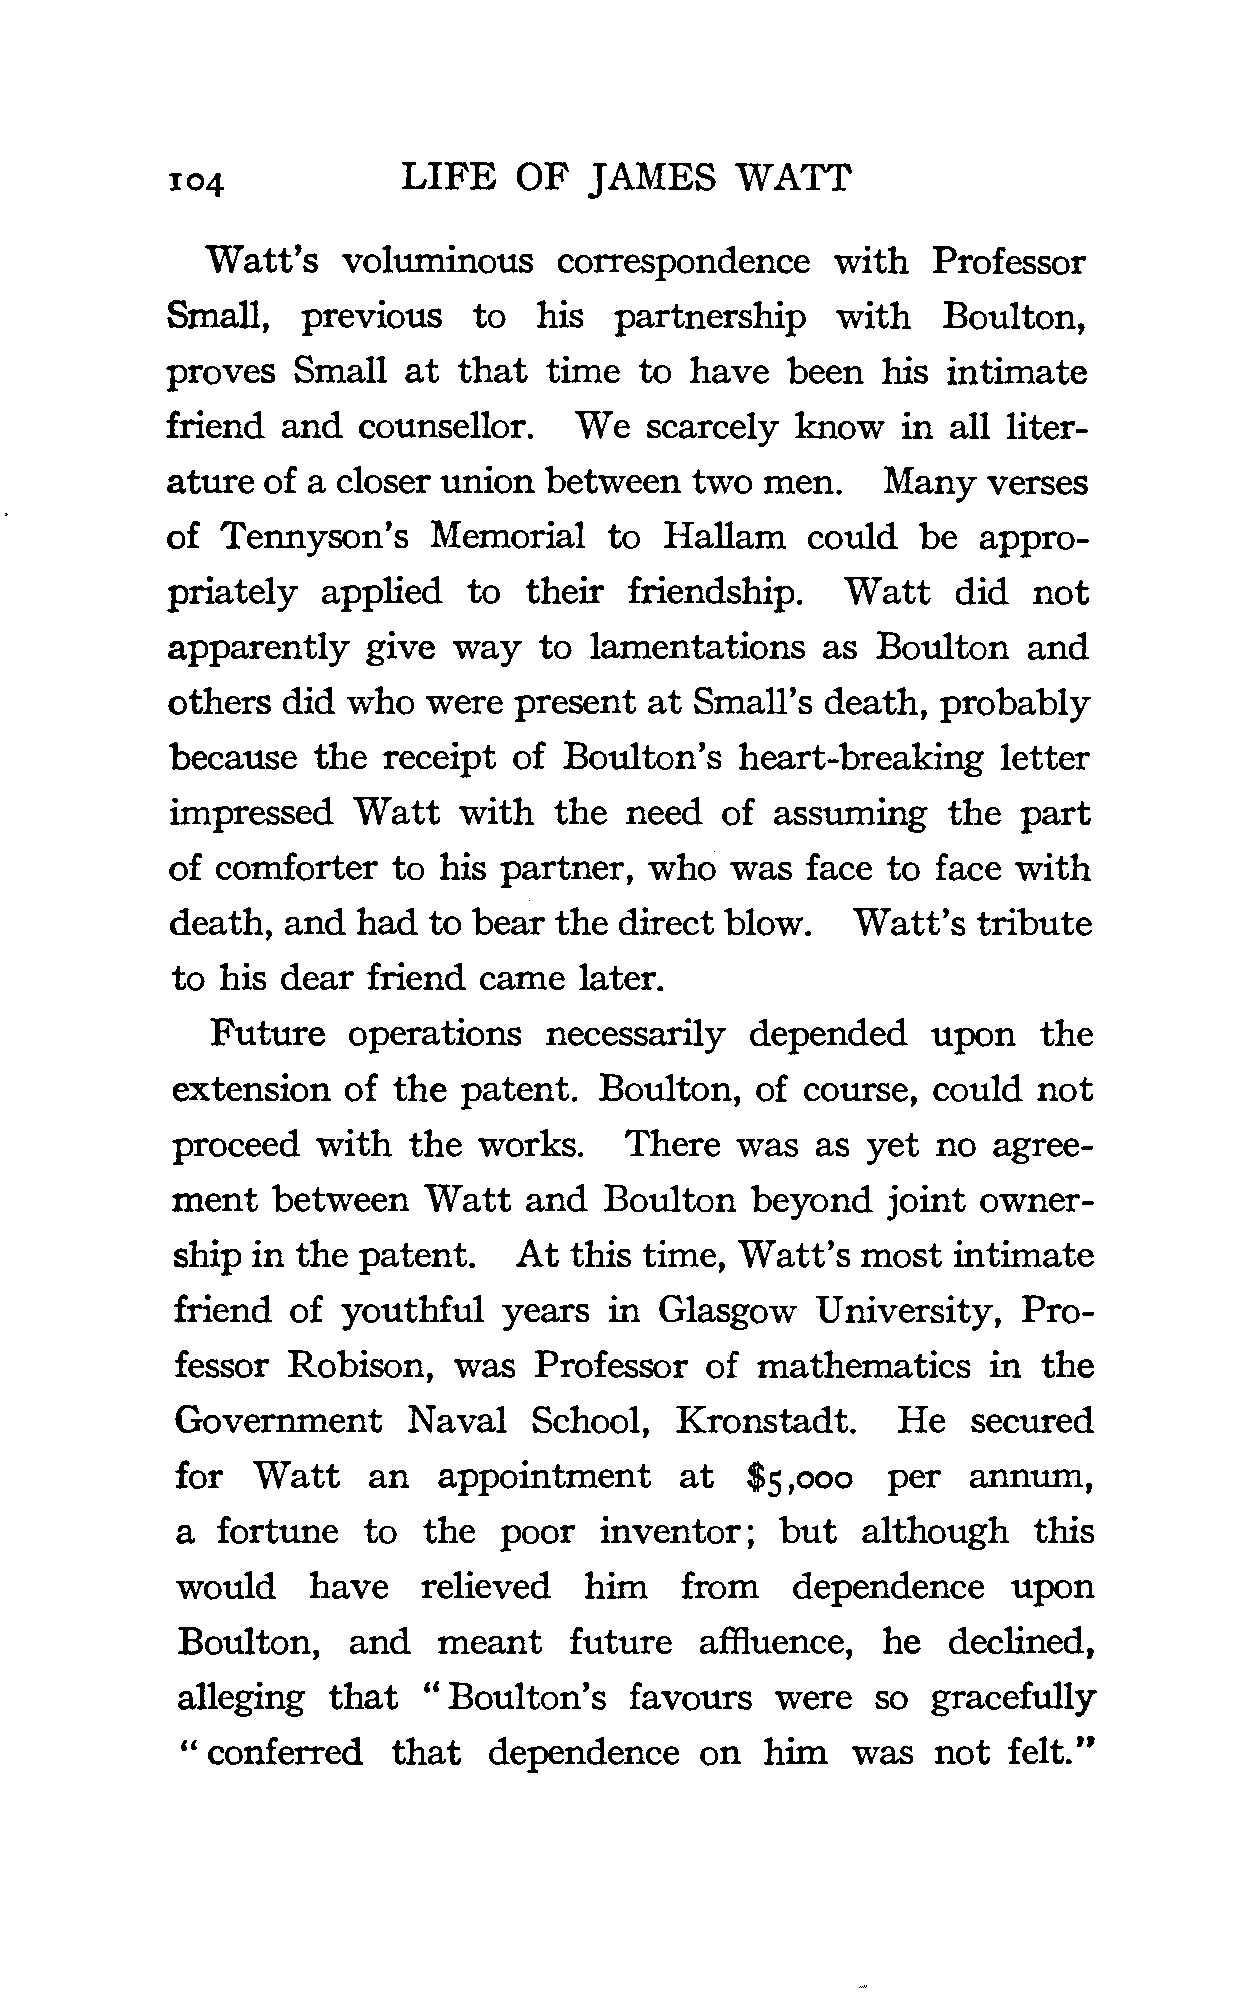 104 LIFE OF JAMES WATT
Watt's voluminous correspondence with Professor
Small, previous to his partnership with Boulton,
proves Small at that time to have been his intimate
friend and counsellor. We scarcely know in all liter-
ature of a closer union between two men. Many verses
of Tennyson's Memorial to Hallam could be appro-
priately applied to their friendship. Watt did not
apparently give way to lamentations as Boulton and
others did who were present at Small's death, probably
because the receipt of Boulton's heart-breaking letter
impressed Watt with the need of assuming the part
of comforter to his partner, who was face to face with
death, and had to bear the direct blow. Watt's tribute
to his dear friend came later.
Future operations necessarily depended upon the
extension of the patent. Boulton, of course, could not
proceed with the works. There was as yet no agree-
ment between Watt and Boulton beyond joint owner-
ship in the patent. At this time, Watt's most intimate
friend of youthful years in Glasgow University, Pro-
fessor Robison, was Professor of mathematics in the
Government Naval School, Kronstadt. He secured
for Watt an appointment at $5,000 per annum,
a fortune to the poor inventor; but although this
would have relieved him from dependence upon
Boulton, and meant future affluence, he declined,
alleging that "Boulton's favours were so gracefully
"conferred that dependence on him was not felt."